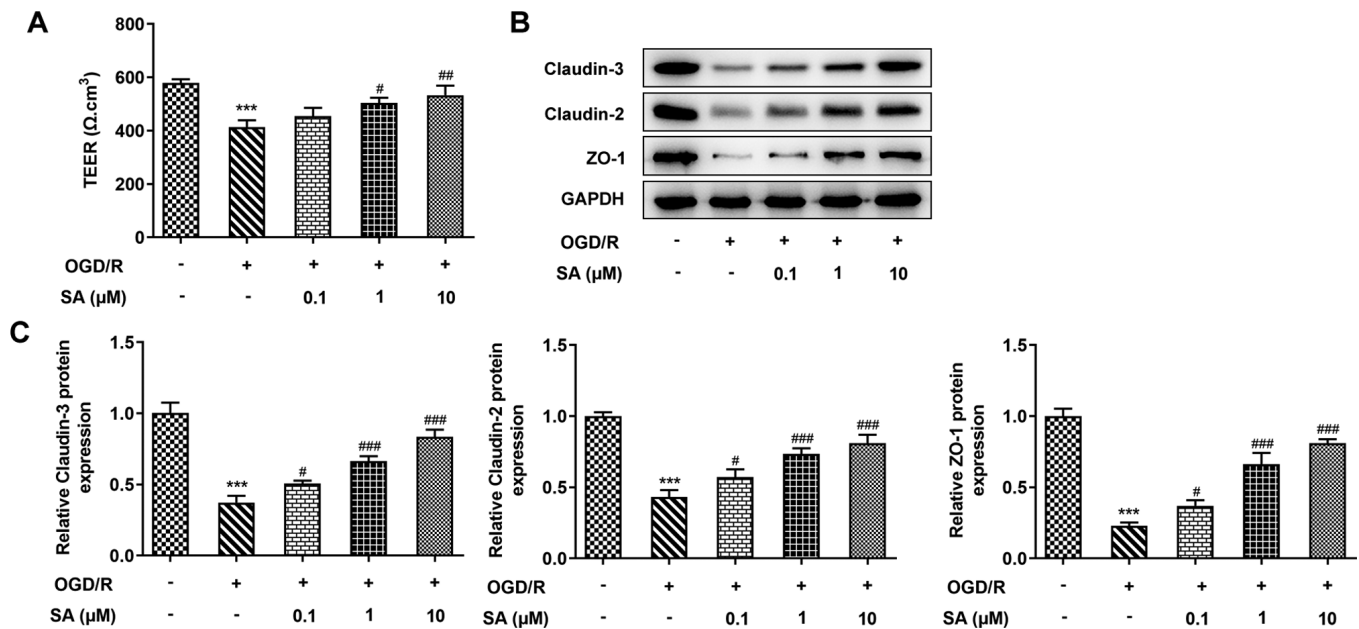 A
TEER (Ω.cm³)
800
600
400
200
0
***
#
##
OGD/R - + + + +
SA (μM) - - 0.1 1 10
B
Claudin-3
Claudin-2
ZO-1
GAPDH
OGD/R - + + + +
SA (μM) - - 0.1 1 10
C
Relative Claudin-3 protein
expression
1.5
1.0
0.5
0.0
***
#
###
###
OGD/R - + + + +
SA (μM) - - 0.1 1 10
Relative Claudin-2 protein
expression
1.5
1.0
0.5
0.0
***
#
###
###
OGD/R - + + + +
SA (μM) - - 0.1 1 10
Relative ZO-1 protein
expression
1.5
1.0
0.5
0.0
***
#
###
###
OGD/R - + + + +
SA (μM) - - 0.1 1 10